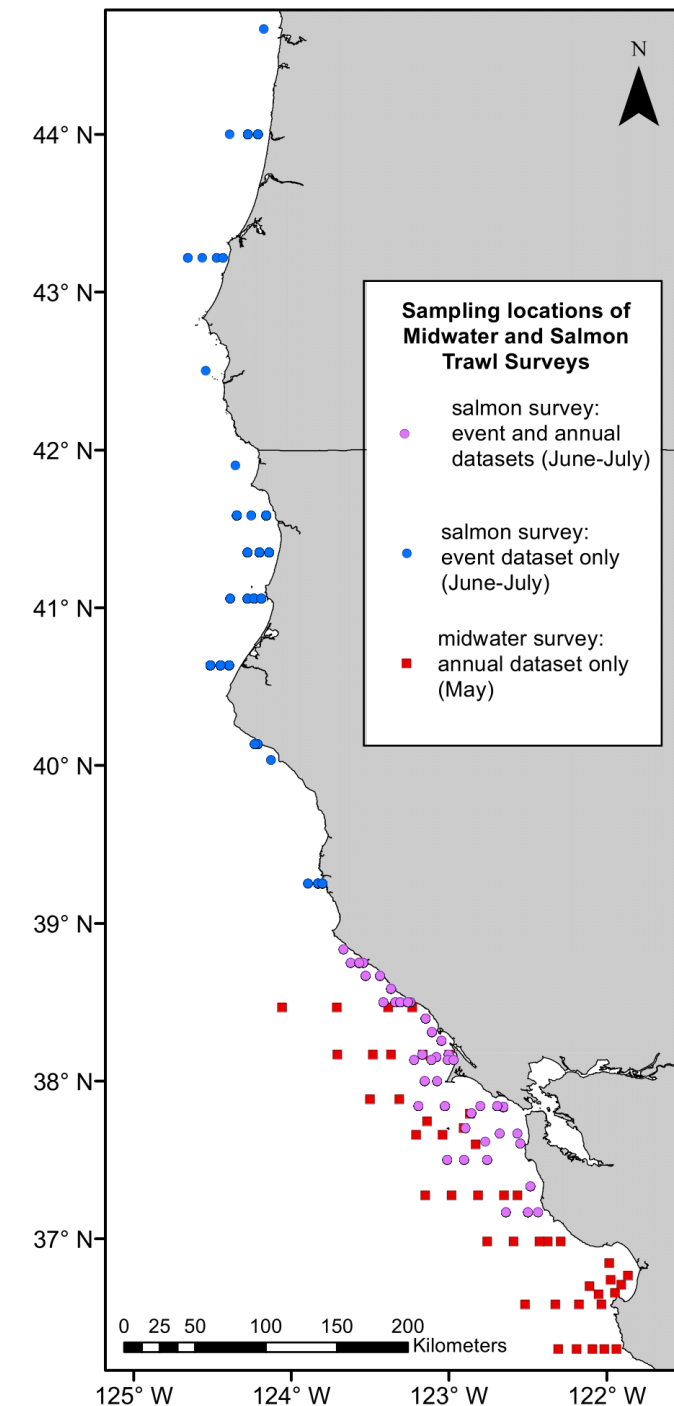 N
44° N
43° N
Sampling locations of
Midwater and Salmon
Trawl Surveys
salmon survey:
event and annual
datasets (June-July)
42° N
salmon survey:
event dataset only
(June-July)
41° N
midwater survey:
annual dataset only
(May)
40° N
39° N
38° N
37° N
0 25 50 100 150 200
Kilometers
125° W 124° W 123° W 122° W